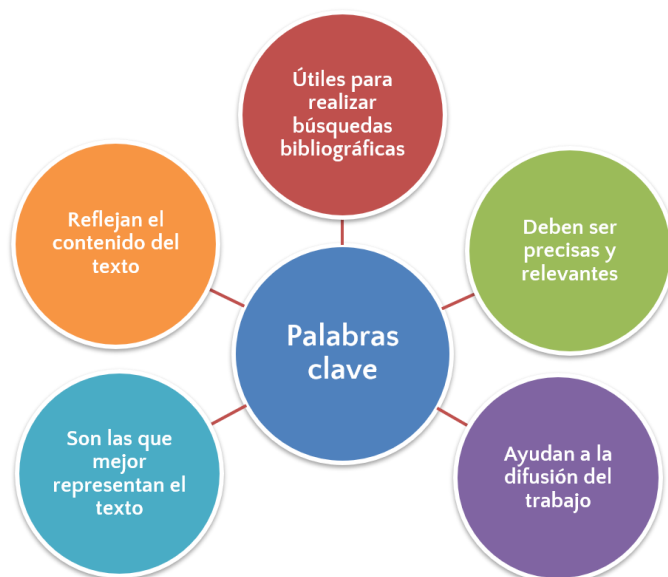 Útiles para
realizar
búsquedas
bibliográficas
Reflejan el
contenido del
texto
Deben ser
precisas y
relevantes
Palabras
clave
Son las que
mejor
representan el
texto
Ayudan a la
difusión del
trabajo